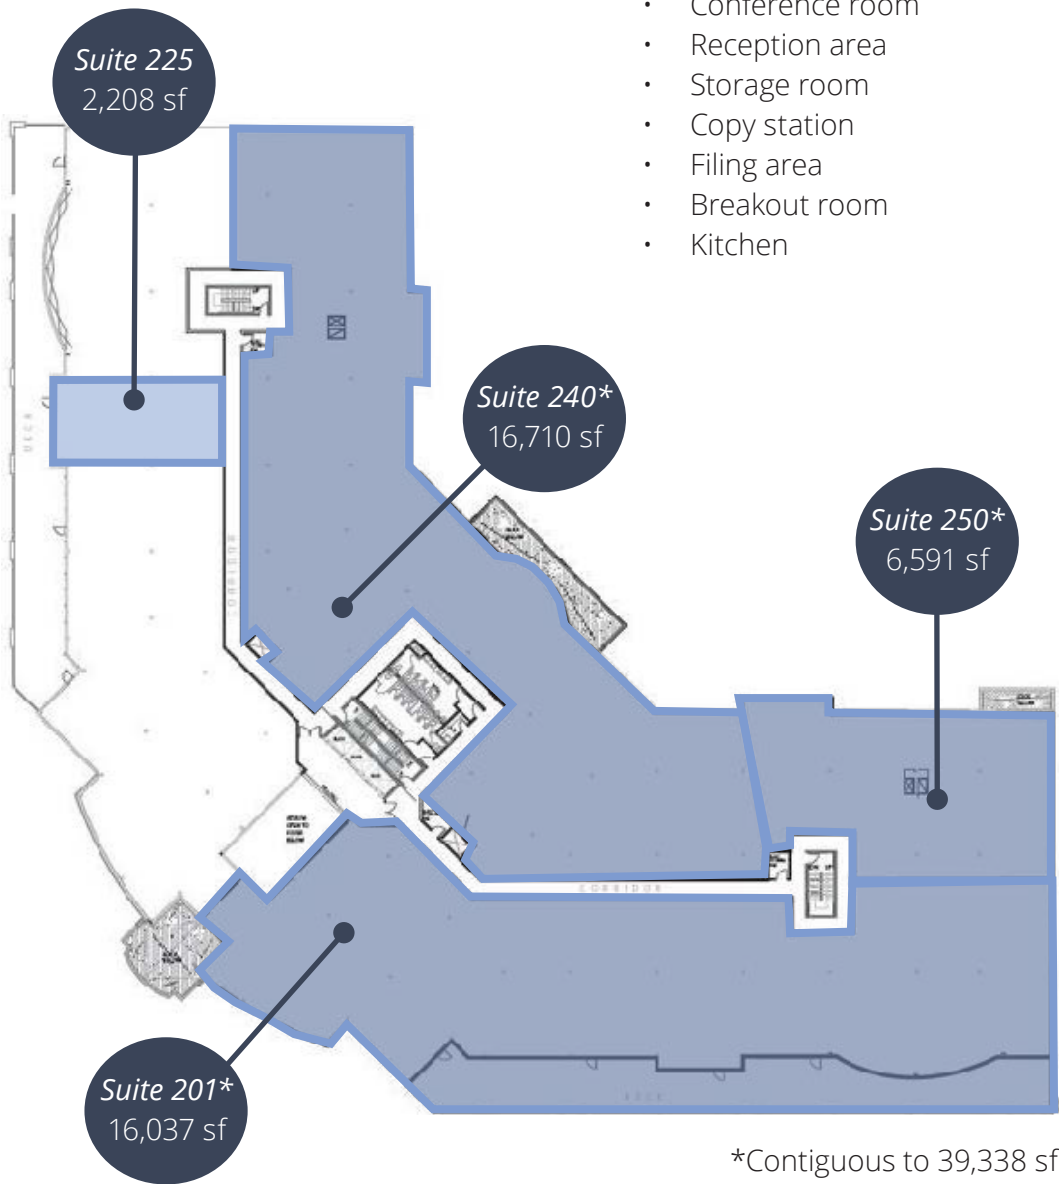 • Conference room
• Reception area
• Storage room
• Copy station
• Filing area
• Breakout room
• Kitchen
Suite 225
2,208 sf
Suite 240*
16,710 sf
Suite 250*
6,591 sf
DECK
CORRIDOR
CORRIDOR
DECK
Suite 201*
16,037 sf
*Contiguous to 39,338 sf